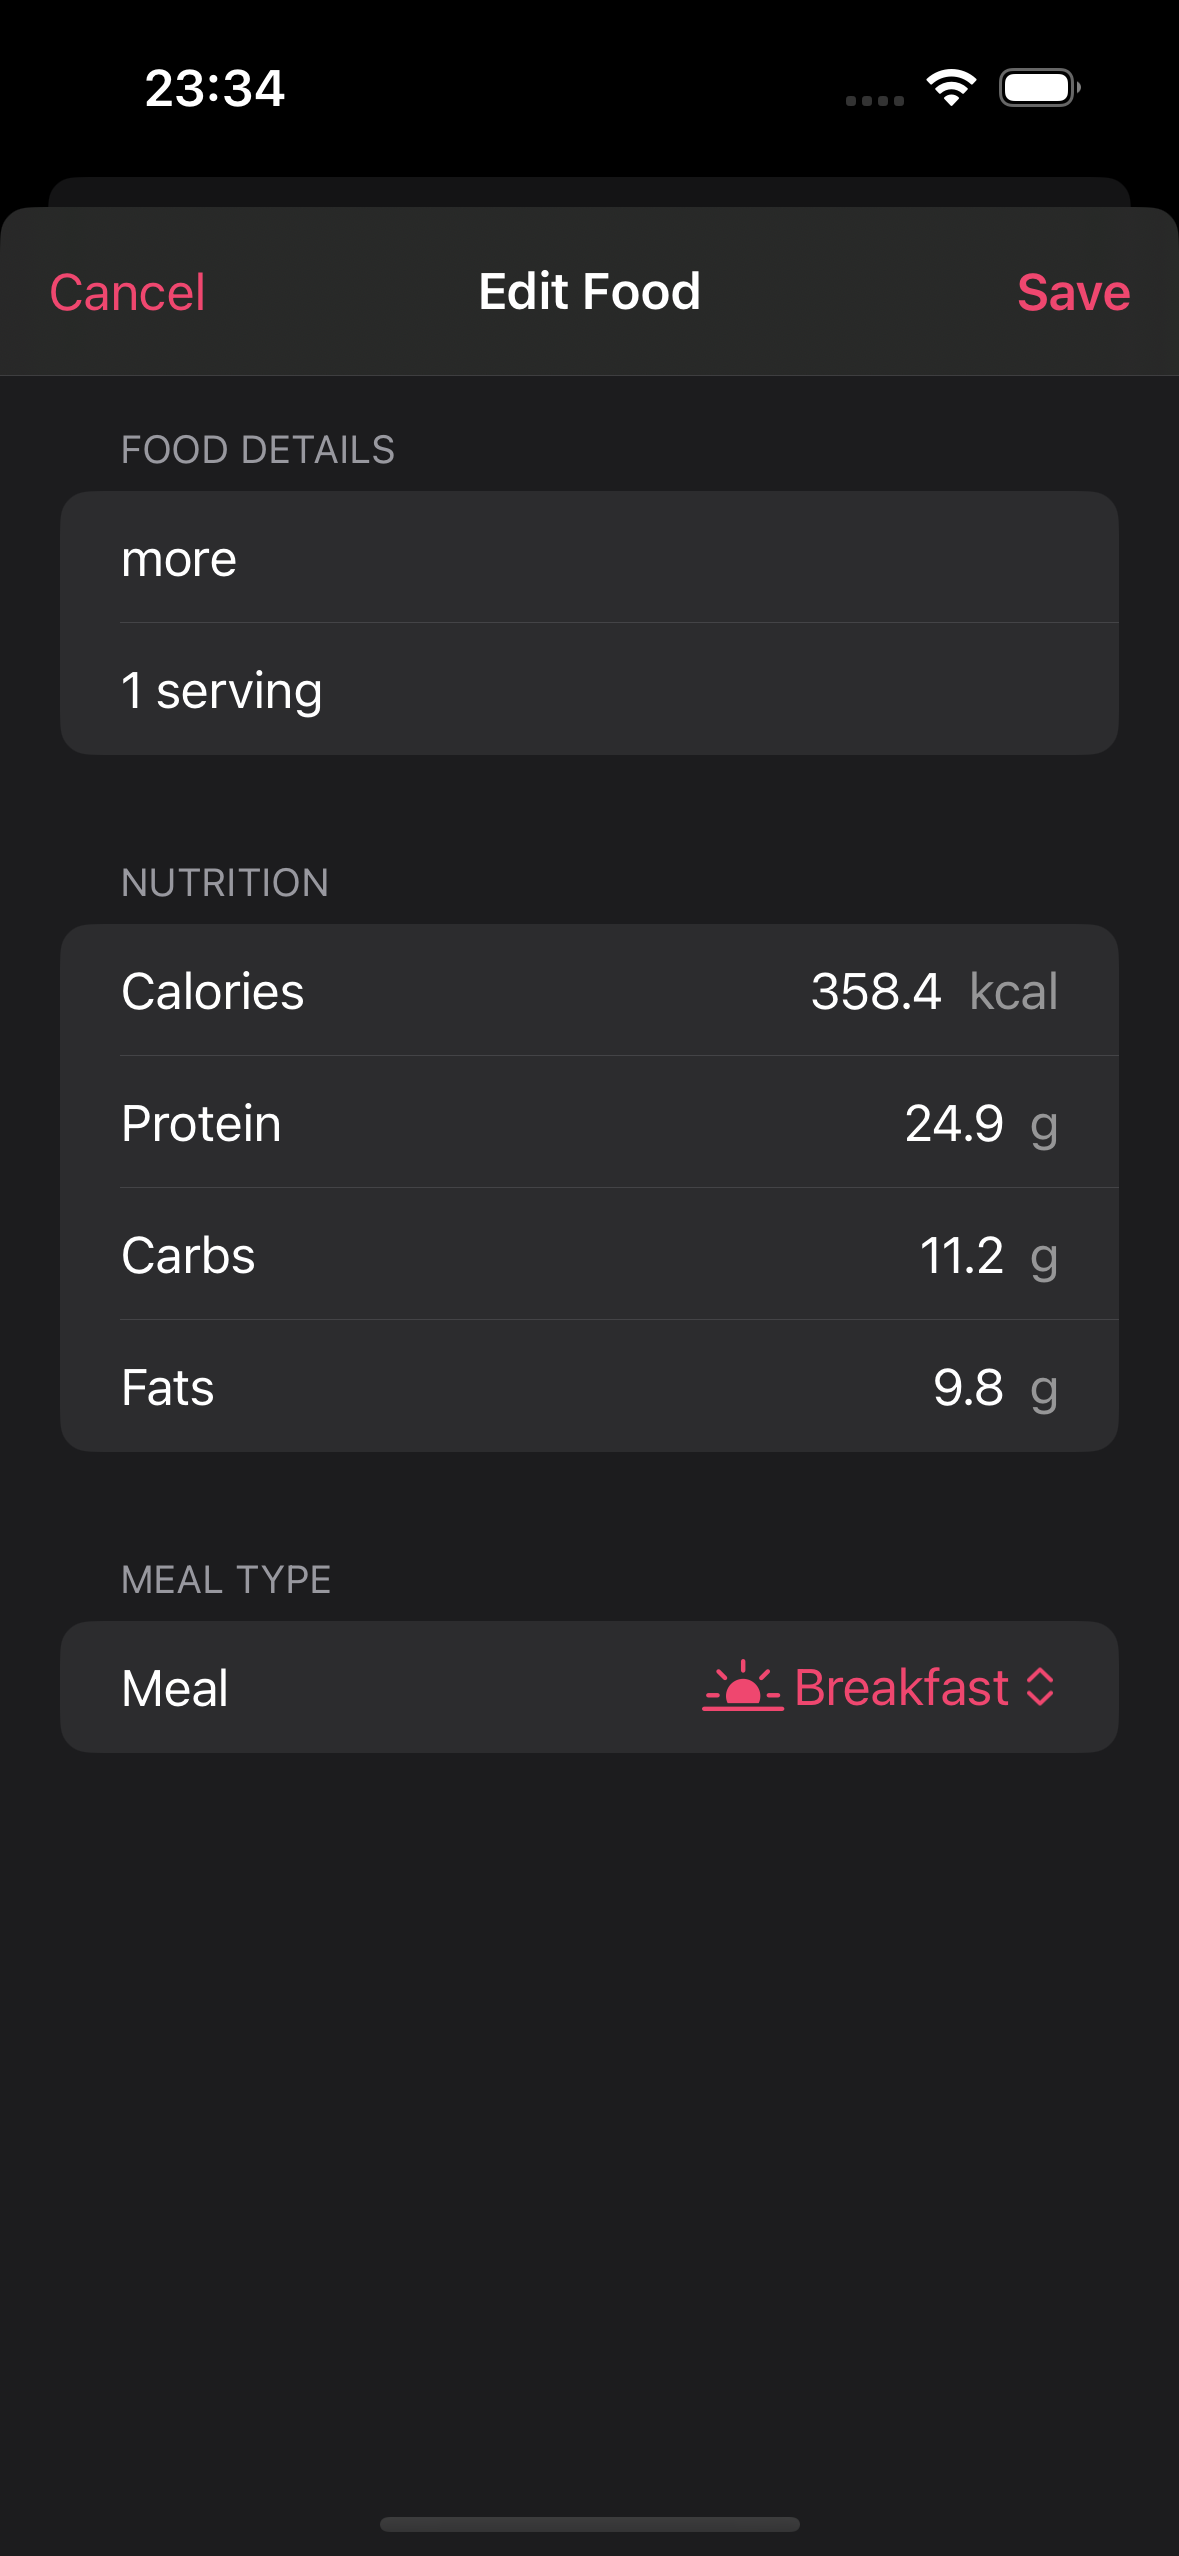 23:34
Cancel Edit Food Save
FOOD DETAILS
more
1 serving
NUTRITION
Calories 358.4 kcal
Protein 24.9 g
Carbs 11.2 g
Fats 9.8 g
MEAL TYPE
Meal Breakfast